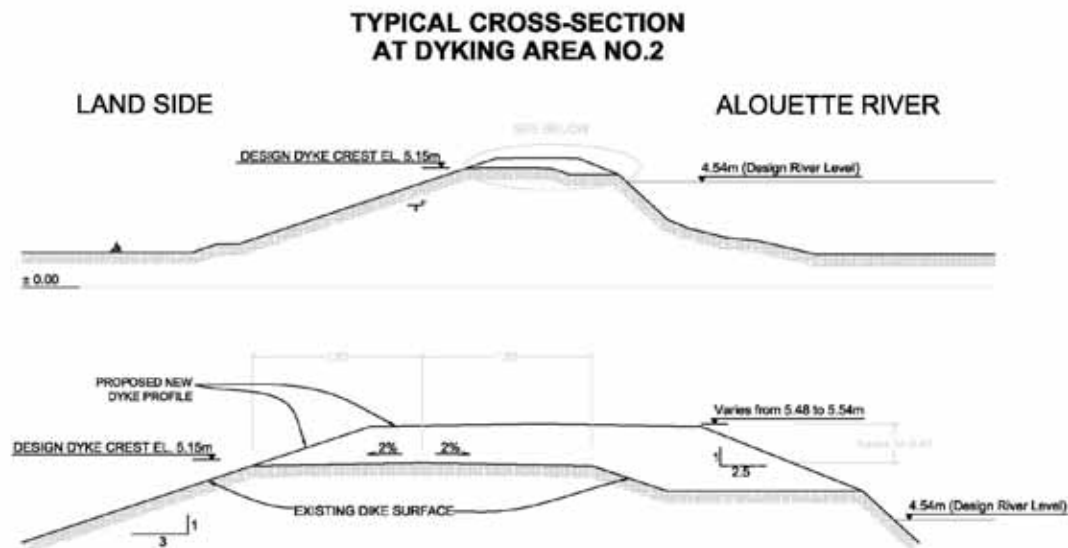 TYPICAL CROSS-SECTION
AT DYKING AREA NO.2
LAND SIDE
ALOUETTE RIVER
DESIGN DYKE CREST EL. 5.15m
4.54m (Design River Level)
± 0.00
PROPOSED NEW
DYKE PROFILE
Varies from 5.48 to 5.54m
DESIGN DYKE CREST EL. 5.15m
2%
2%
1
2.5
EXISTING DIKE SURFACE
4.54m (Design River Level)
1
3